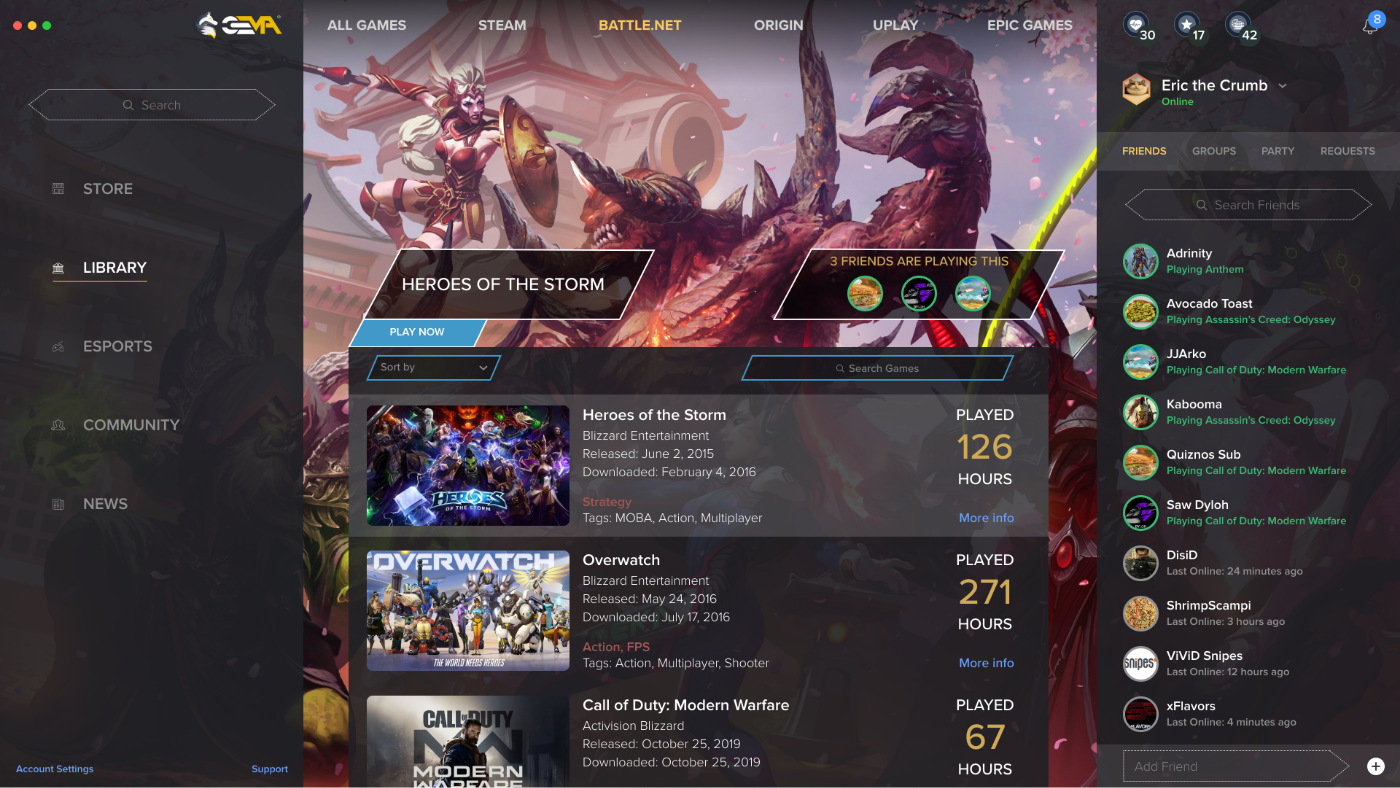 GEMA
Search
STORE
LIBRARY
ESPORTS
COMMUNITY
NEWS
Account Settings
Support
ALL GAMES
STEAM
BATTLE.NET
ORIGIN
UPLAY
EPIC GAMES
HEROES OF THE STORM
PLAY NOW
3 FRIENDS ARE PLAYING THIS
Sort by
Search Games
HEROES
OF THE STORM
Heroes of the Storm
Blizzard Entertainment
Released: June 2, 2015
Downloaded: February 4, 2016
Strategy
Tags: MOBA, Action, Multiplayer
PLAYED
126
HOURS
More info
OVERWATCH
THE WORLD NEEDS HEROES
Overwatch
Blizzard Entertainment
Released: May 24, 2016
Downloaded: July 17, 2016
Action, FPS
Tags: Action, Multiplayer, Shooter
PLAYED
271
HOURS
More info
CALL OF DUTY
MW
MODERN
WARFARE
Call of Duty: Modern Warfare
Activision Blizzard
Released: October 25, 2019
Downloaded: October 25, 2019
PLAYED
67
HOURS
30
17
42
8
Eric the Crumb
Online
FRIENDS
GROUPS
PARTY
REQUESTS
Search Friends
Adrinity
Playing Anthem
Avocado Toast
Playing Assassin's Creed: Odyssey
JJArko
Playing Call of Duty: Modern Warfare
Kabooma
Playing Assassin's Creed: Odyssey
Quiznos Sub
Playing Call of Duty: Modern Warfare
Saw Dyloh
Playing Call of Duty: Modern Warfare
DisiD
Last Online: 24 minutes ago
ShrimpScampi
Last Online: 3 hours ago
snipes
ViViD Snipes
Last Online: 12 hours ago
xFlavors
Last Online: 4 minutes ago
Add Friend